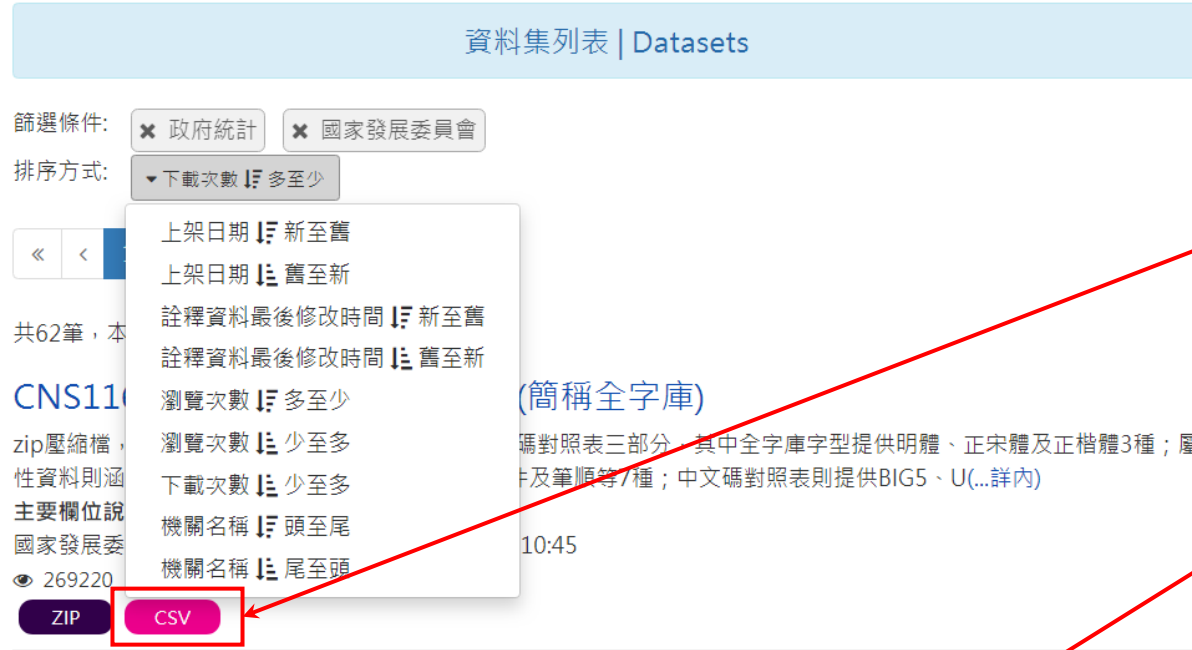 資料集列表 | Datasets
篩選條件: ✖ 政府統計 ✖ 國家發展委員會
排序方式: 下載次數 多至少
上架日期 新至舊
« ‹
上架日期 舊至新
詮釋資料最後修改時間 新至舊
共62筆，本
詮釋資料最後修改時間 舊至新
CNS11 (簡稱全字庫)
瀏覽次數 多至少
zip壓縮檔， 碼對照表三部分，其中全字庫字型提供明體、正宋體及正楷體3種；
瀏覽次數 少至多
性資料則涵 及筆順等7種；中文碼對照表則提供BIG5、U(...詳內)
下載次數 少至多
主要欄位說
機關名稱 頭至尾
國家發展委 10:45
機關名稱 尾至頭
269220
ZIP CSV